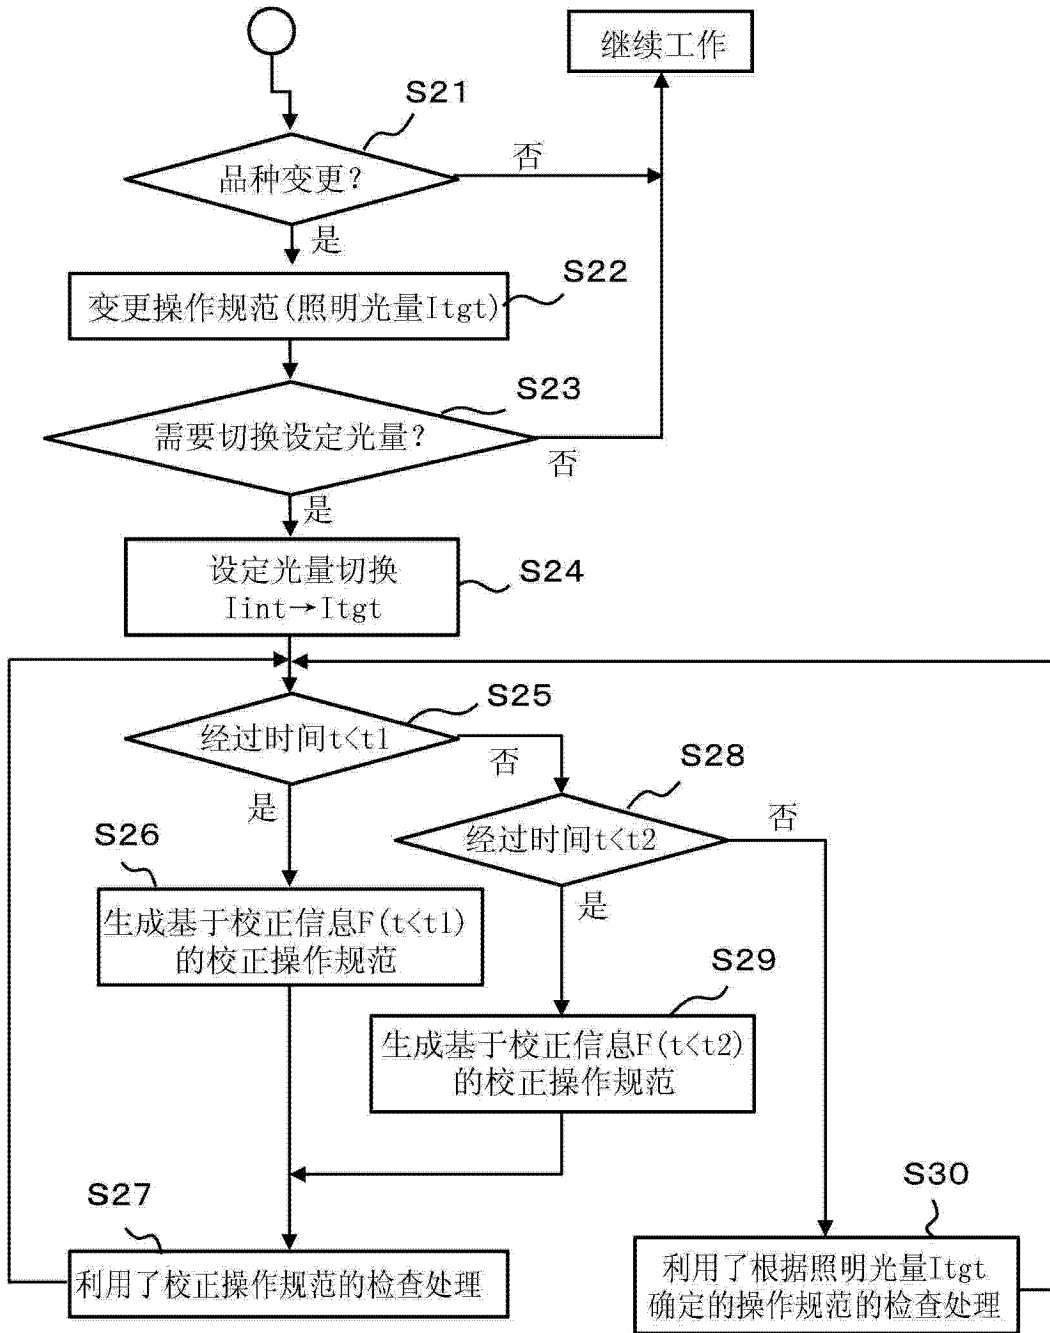 继续工作
S21
品种变更？
否
是
S22
变更操作规范(照明光量Itgt)
S23
需要切换设定光量？
否
是
S24
设定光量切换
Iint→Itgt
S25
经过时间t<t1
否
是
S28
经过时间t<t2
否
是
S26
生成基于校正信息F(t<t1)
的校正操作规范
S29
生成基于校正信息F(t<t2)
的校正操作规范
S27
利用了校正操作规范的检查处理
S30
利用了根据照明光量Itgt
确定的操作规范的检查处理